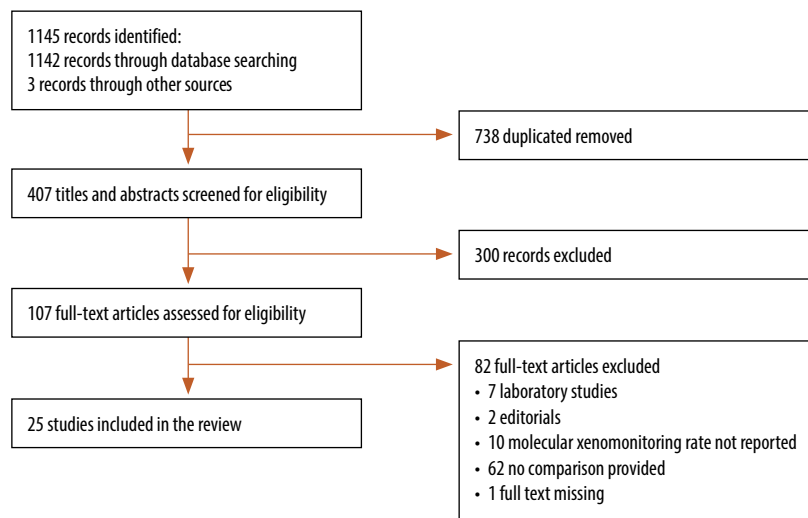 1145 records identified:
1142 records through database searching
3 records through other sources
738 duplicated removed
407 titles and abstracts screened for eligibility
300 records excluded
107 full-text articles assessed for eligibility
82 full-text articles excluded
• 7 laboratory studies
• 2 editorials
• 10 molecular xenomonitoring rate not reported
• 62 no comparison provided
• 1 full text missing
25 studies included in the review